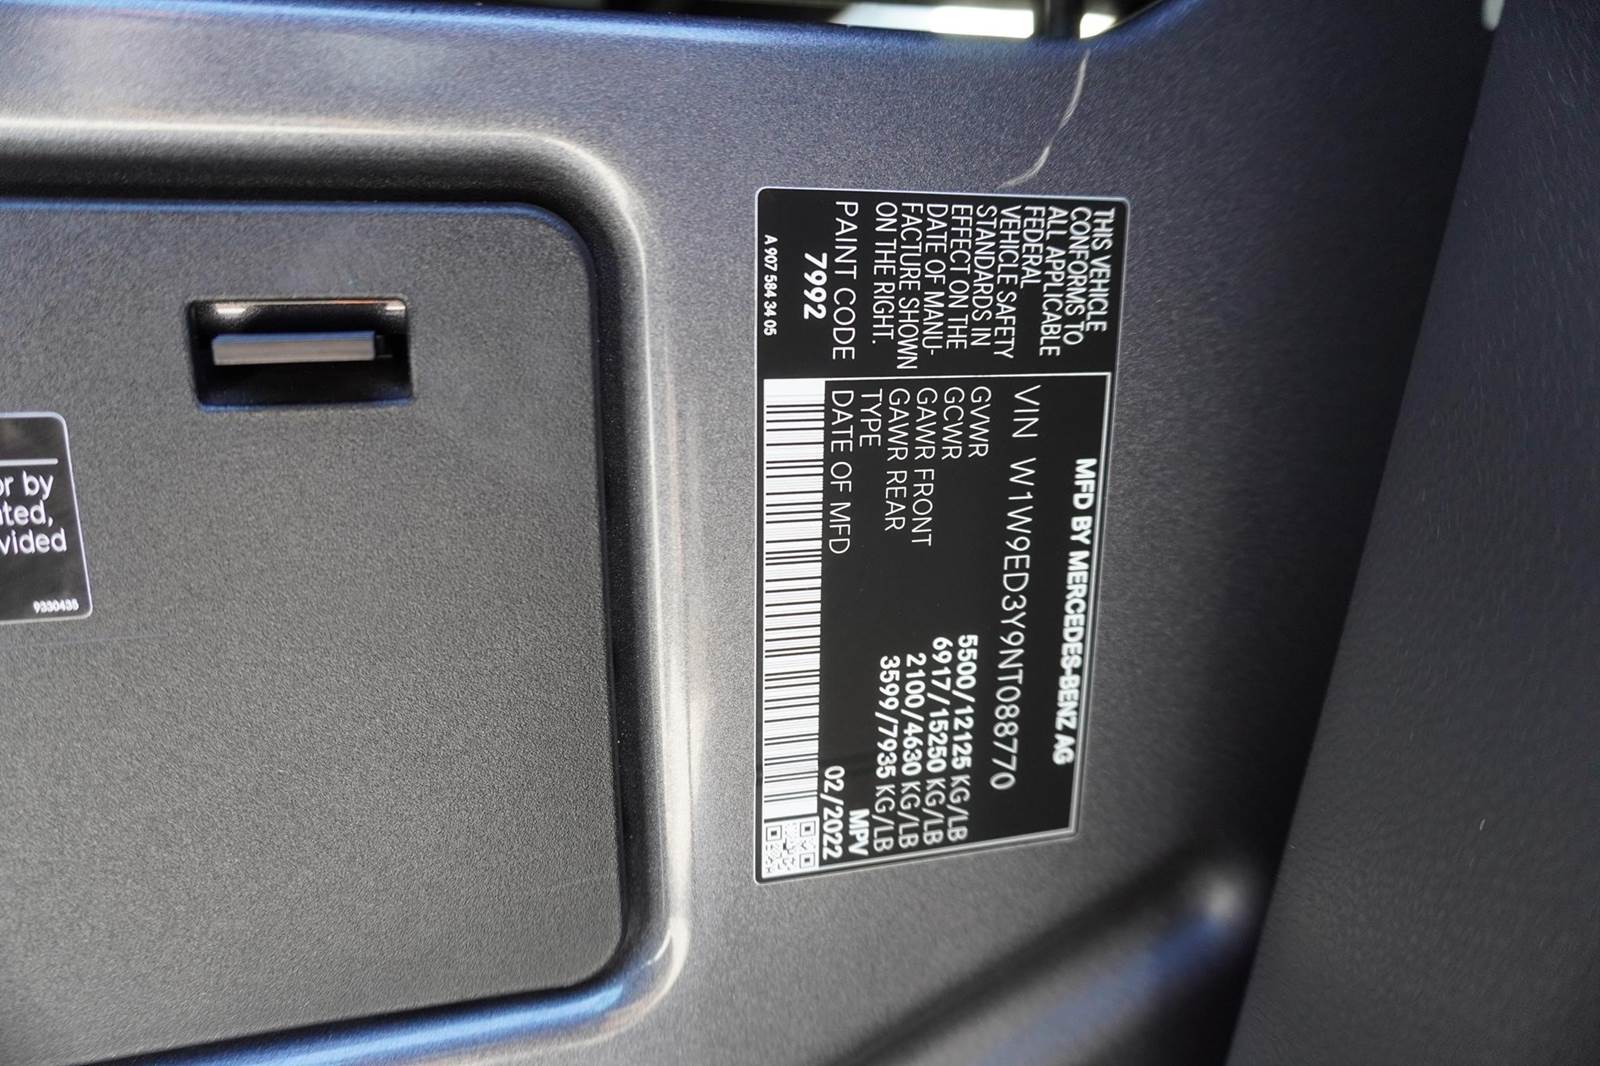 THIS VEHICLE
CONFORMS TO
ALL APPLICABLE
FEDERAL
VEHICLE SAFETY
STANDARDS IN
EFFECT ON THE
DATE OF MANU-
FACTURE SHOWN
ON THE RIGHT.
PAINT CODE
7992
A 907 584 34 05
MFD BY MERCEDES-BENZ AG
VIN W1W9ED3Y9NT088770
GVWR 5500/12125 KG/LB
GCWR 6917/15250 KG/LB
GAWR FRONT 2100/4630 KG/LB
GAWR REAR 3599/7935 KG/LB
TYPE MPV
DATE OF MFD 02/2022
or by
ated,
vided
9330435